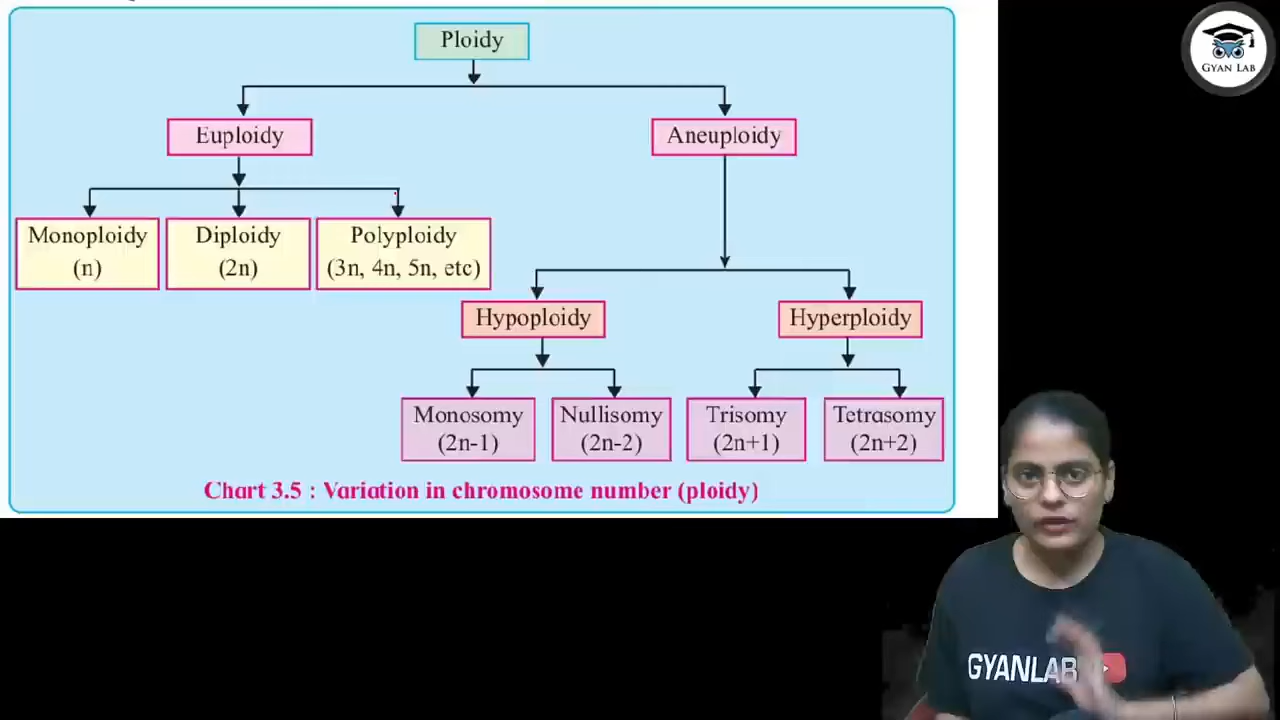 Ploidy
Euploidy
Aneuploidy
Monoploidy
(n)
Diploidy
(2n)
Polyploidy
(3n, 4n, 5n, etc)
Hypoploidy
Hyperploidy
Monosomy
(2n-1)
Nullisomy
(2n-2)
Trisomy
(2n+1)
Tetrasomy
(2n+2)
Chart 3.5 : Variation in chromosome number (ploidy)
GYAN LAB
GYANLAB